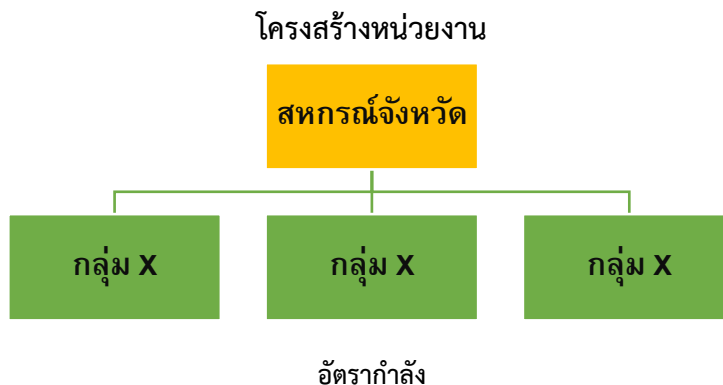 โครงสร้างหน่วยงาน
สหกรณ์จังหวัด
กลุ่ม X
กลุ่ม X
กลุ่ม X
อัตรากำลัง